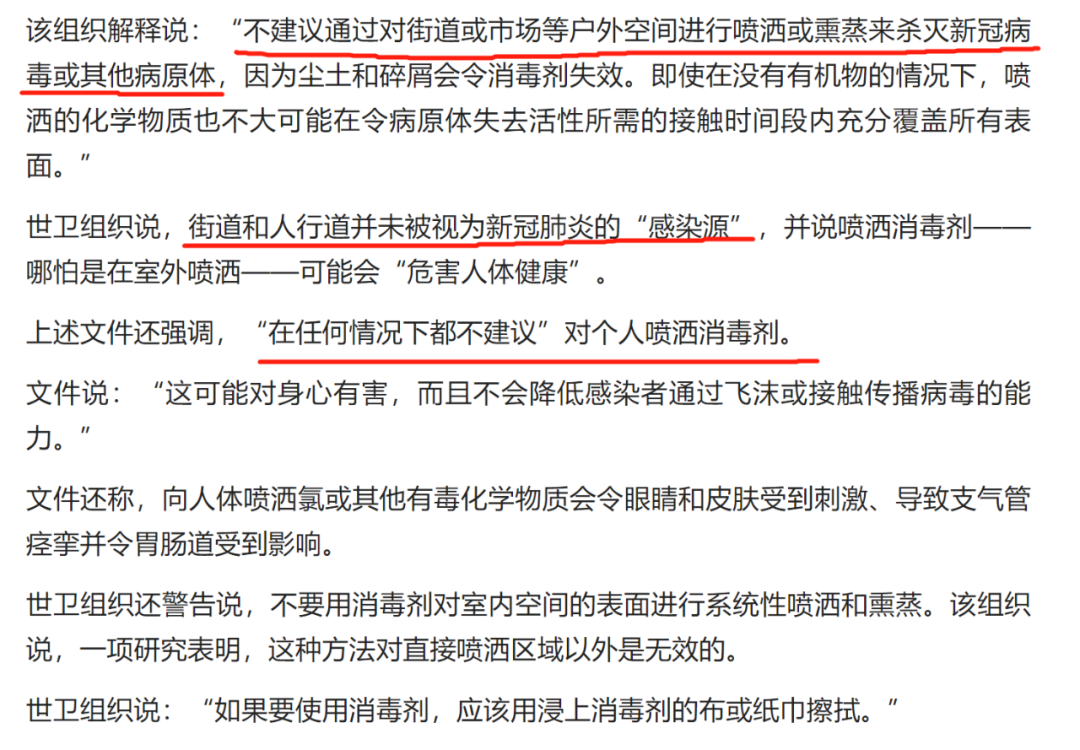 该组织解释说：“不建议通过对街道或市场等户外空间进行喷洒或熏蒸来杀灭新冠病
毒或其他病原体，因为尘土和碎屑会令消毒剂失效。即使在没有有机物的情况下，喷
洒的化学物质也不大可能在令病原体失去活性所需的接触时间段内充分覆盖所有表
面。”
世卫组织说，街道和人行道并未被视为新冠肺炎的“感染源”，并说喷洒消毒剂——
哪怕是在室外喷洒——可能会“危害人体健康”。
上述文件还强调，“在任何情况下都不建议”对个人喷洒消毒剂。
文件说：“这可能对身心有害，而且不会降低感染者通过飞沫或接触传播病毒的能
力。”
文件还称，向人体喷洒氯或其他有毒化学物质会令眼睛和皮肤受到刺激、导致支气管
痉挛并令胃肠道受到影响。
世卫组织还警告说，不要用消毒剂对室内空间的表面进行系统性喷洒和熏蒸。该组织
说，一项研究表明，这种方法对直接喷洒区域以外是无效的。
世卫组织说：“如果要使用消毒剂，应该用浸上消毒剂的布或纸巾擦拭。”